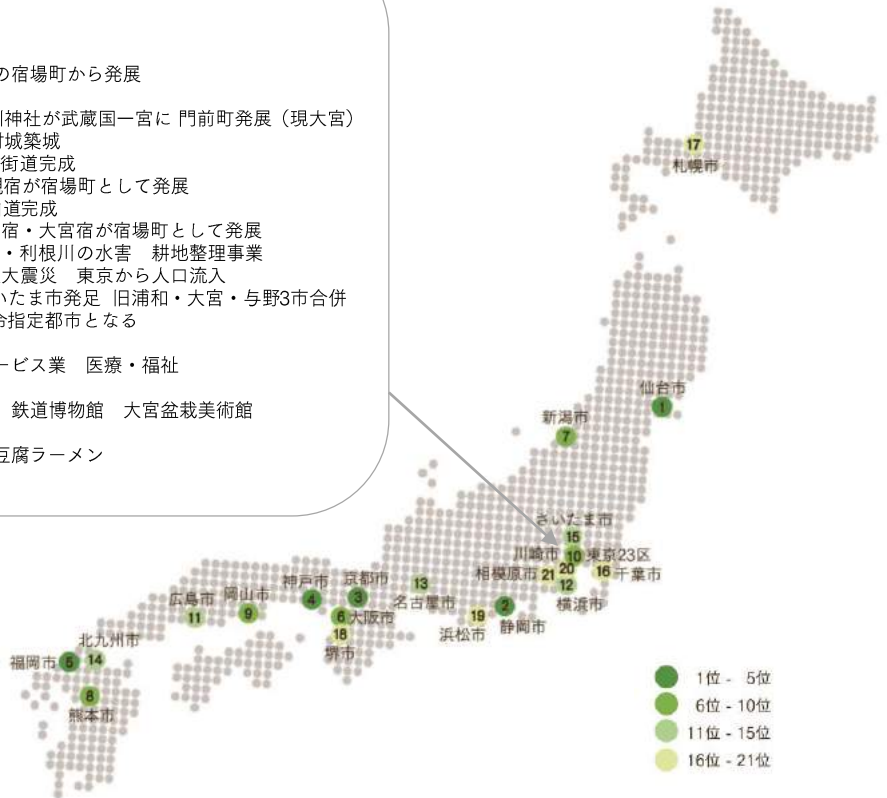 の宿場町から発展
神社が武蔵国一宮に 門前町発展（現大宮）
城築城
街道完成
宿が宿場町として発展
道完成
宿・大宮宿が宿場町として発展
・利根川の水害　耕地整理事業
大震災　東京から人口流入
いたま市発足 旧浦和・大宮・与野3市合併
指定都市となる
ービス業　医療・福祉
鉄道博物館　大宮盆栽美術館
豆腐ラーメン
17
札幌市
仙台市
1
新潟市
7
さいたま市
15
川崎市 10 東京23区
相模原市 21 20 16 千葉市
12
横浜市
神戸市 京都市
4 3
13
名古屋市
広島市 岡山市
11 9
6 大阪市
18
堺市
19
浜松市
2
静岡市
北九州市
福岡市 5 14
8
熊本市
1位 - 5位
6位 - 10位
11位 - 15位
16位 - 21位